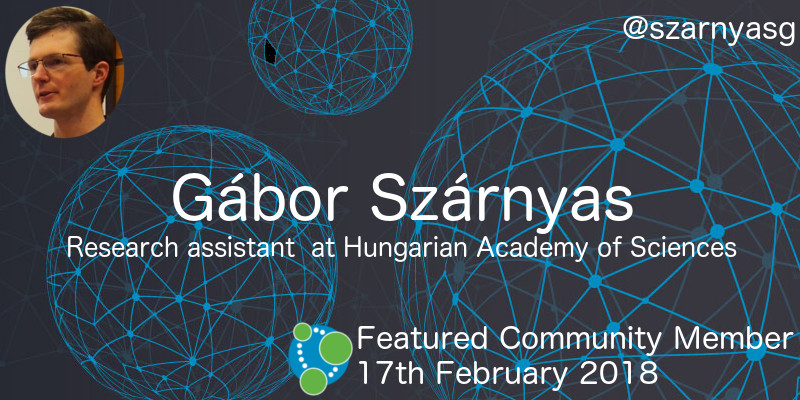 @szarnyasg
Gábor Szárnyas
Research assistant at Hungarian Academy of Sciences
Featured Community Member
17th February 2018